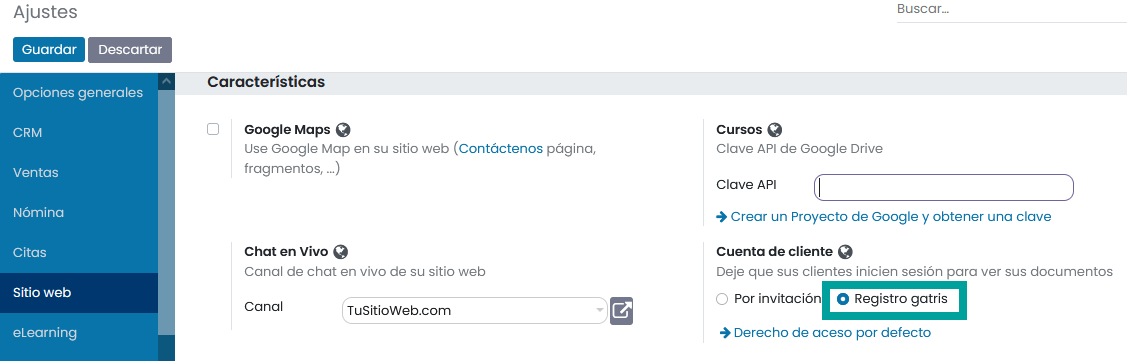 Ajustes
Buscar...
Guardar
Descartar
Opciones generales
CRM
Ventas
Nómina
Citas
Sitio web
eLearning
Características
Google Maps
Use Google Map en su sitio web (Contáctenos página,
fragmentos, ...)
Cursos
Clave API de Google Drive
Clave API
Crear un Proyecto de Google y obtener una clave
Chat en Vivo
Canal de chat en vivo de su sitio web
Canal
TuSitioWeb.com
Cuenta de cliente
Deje que sus clientes inicien sesión para ver sus documentos
Por invitación
Registro gatris
Derecho de aceso por defecto